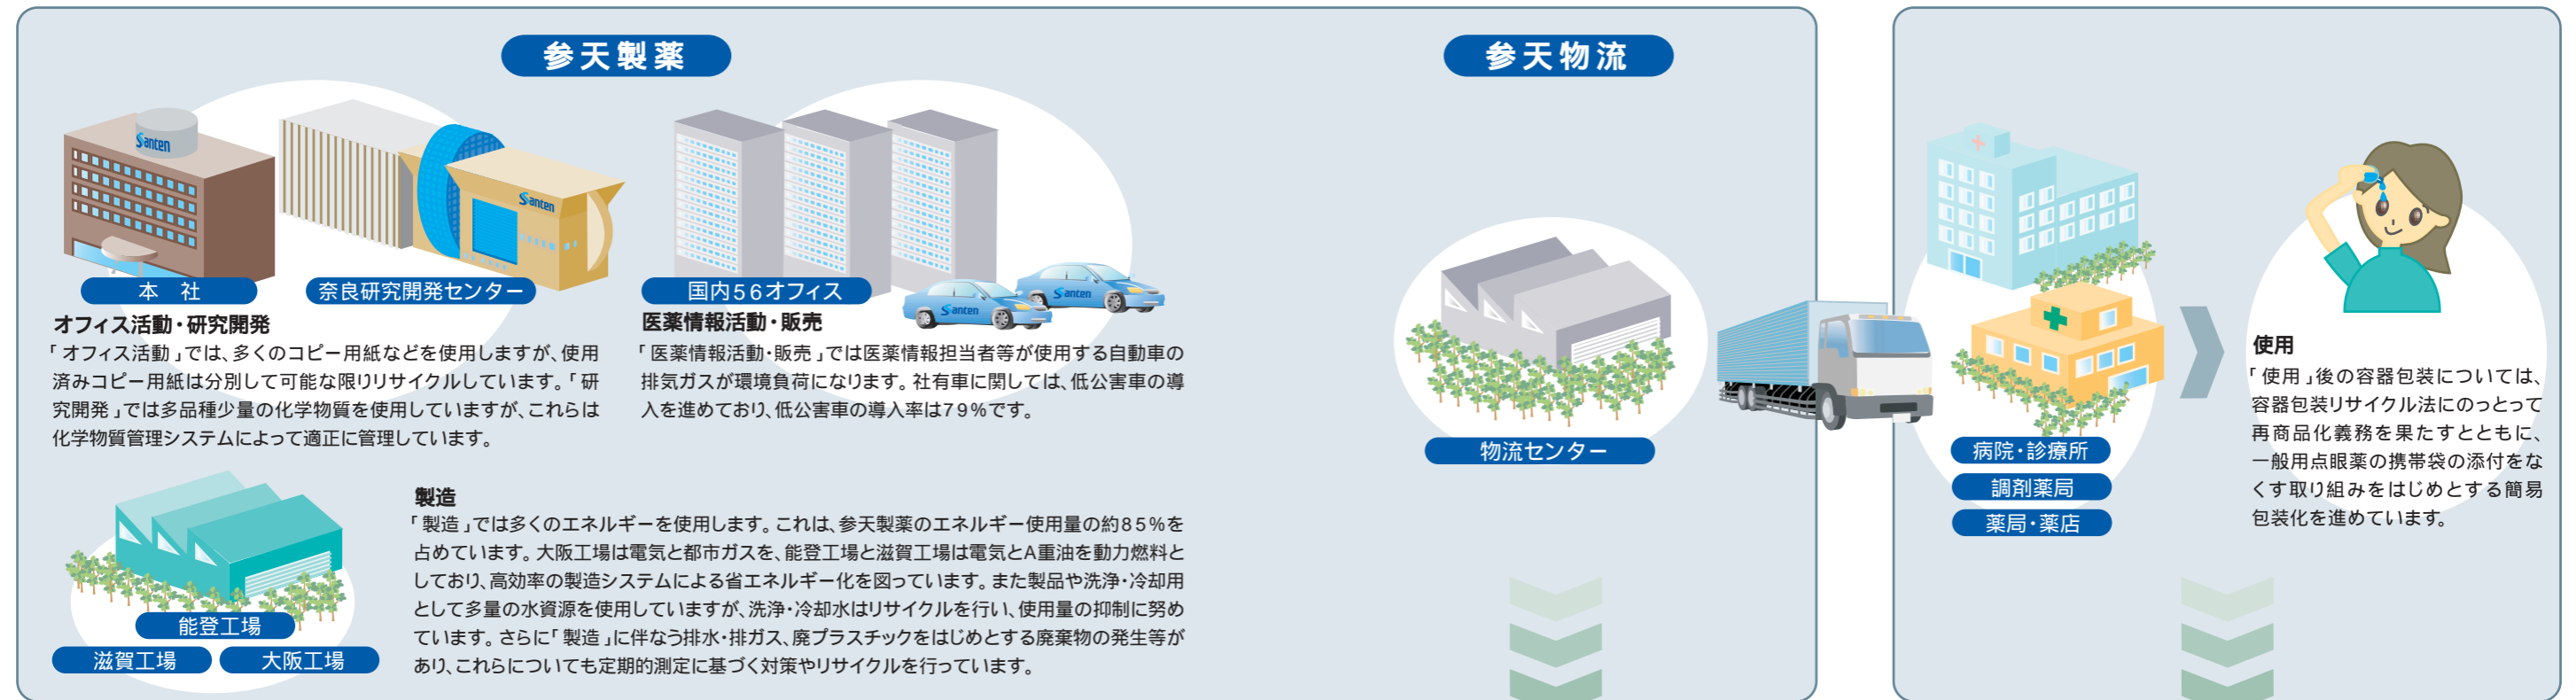 参天製薬
参天物流
Santen
Santen
Santen
Santen
本 社
奈良研究開発センター
国内56オフィス
オフィス活動・研究開発
「オフィス活動」では、多くのコピー用紙などを使用しますが、使用
済みコピー用紙は分別して可能な限りリサイクルしています。「研
究開発」では多品種少量の化学物質を使用していますが、これらは
化学物質管理システムによって適正に管理しています。
医薬情報活動・販売
「医薬情報活動・販売」では医薬情報担当者等が使用する自動車の
排気ガスが環境負荷になります。社有車に関しては、低公害車の導
入を進めており、低公害車の導入率は79%です。
能登工場
滋賀工場
大阪工場
製造
「製造」では多くのエネルギーを使用します。これは、参天製薬のエネルギー使用量の約85%を
占めています。大阪工場は電気と都市ガスを、能登工場と滋賀工場は電気とA重油を動力燃料と
しており、高効率の製造システムによる省エネルギー化を図っています。また製品や洗浄・冷却用
として多量の水資源を使用していますが、洗浄・冷却水はリサイクルを行い、使用量の抑制に努め
ています。さらに「製造」に伴なう排水・排ガス、廃プラスチックをはじめとする廃棄物の発生等が
あり、これらについても定期的測定に基づく対策やリサイクルを行っています。
物流センター
病院・診療所
調剤薬局
薬局・薬店
使用
「使用」後の容器包装については、
容器包装リサイクル法にのっとって
再商品化義務を果たすとともに、
一般用点眼薬の携帯袋の添付をな
くす取り組みをはじめとする簡易
包装化を進めています。